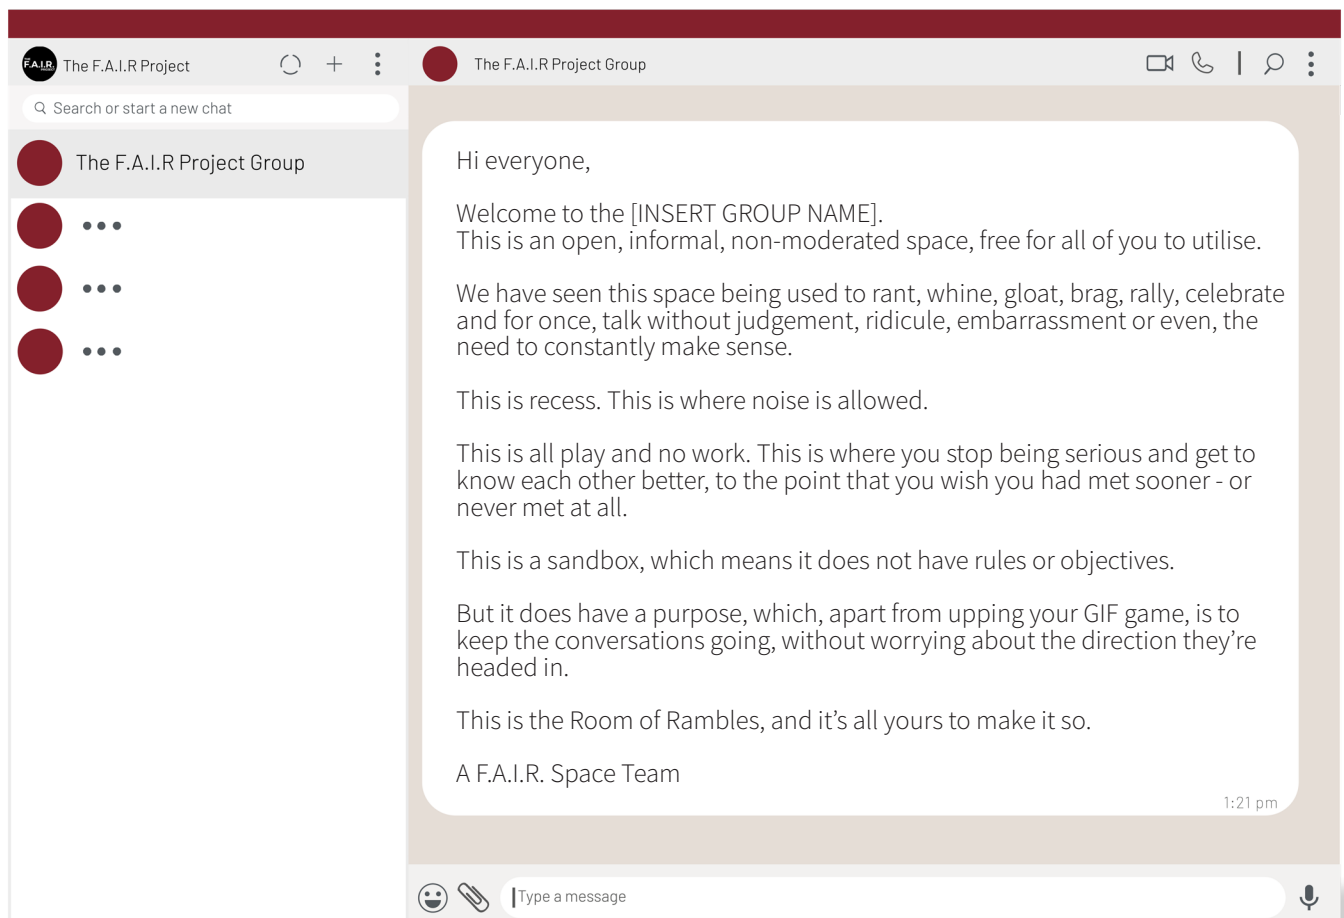 F.A.I.R.
The F.A.I.R Project
Search or start a new chat
The F.A.I.R Project Group
The F.A.I.R Project Group
Hi everyone,
Welcome to the [INSERT GROUP NAME].
This is an open, informal, non-moderated space, free for all of you to utilise.
We have seen this space being used to rant, whine, gloat, brag, rally, celebrate
and for once, talk without judgement, ridicule, embarrassment or even, the
need to constantly make sense.
This is recess. This is where noise is allowed.
This is all play and no work. This is where you stop being serious and get to
know each other better, to the point that you wish you had met sooner - or
never met at all.
This is a sandbox, which means it does not have rules or objectives.
But it does have a purpose, which, apart from upping your GIF game, is to
keep the conversations going, without worrying about the direction they’re
headed in.
This is the Room of Rambles, and it’s all yours to make it so.
A F.A.I.R. Space Team
1:21 pm
Type a message